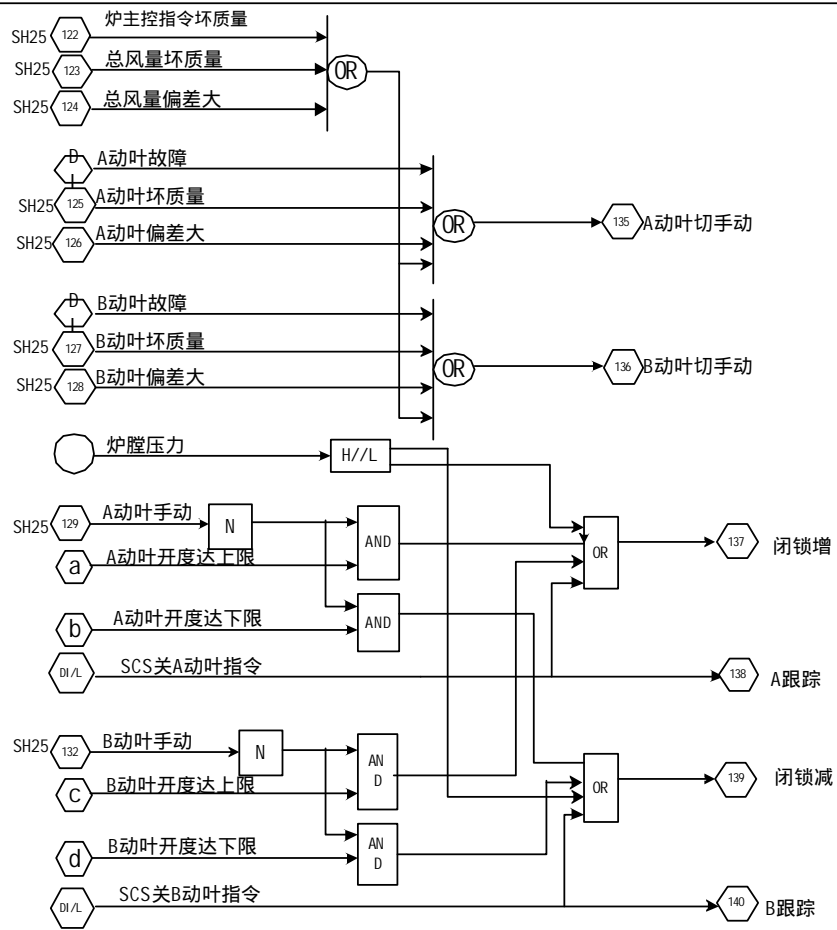 炉主控指令坏质量
SH25 122
总风量坏质量
SH25 123
OR
总风量偏差大
SH25 124
D A动叶故障
A动叶坏质量
SH25 125
OR
135 A动叶切手动
A动叶偏差大
SH25 126
D B动叶故障
B动叶坏质量
SH25 127
OR
136 B动叶切手动
B动叶偏差大
SH25 128
炉膛压力
H//L
A动叶手动
SH25 129
N
AND
OR
137 闭锁增
a A动叶开度达上限
b A动叶开度达下限
AND
DI/L SCS关A动叶指令
138 A跟踪
B动叶手动
SH25 132
N
AN
D
OR
139 闭锁减
c B动叶开度达上限
d B动叶开度达下限
AN
D
DI/L SCS关B动叶指令
140 B跟踪